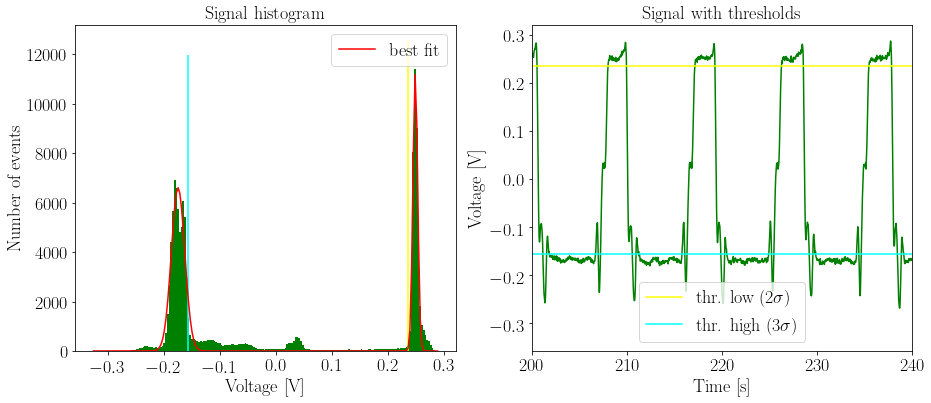 Signal histogram
best fit
12000
10000
8000
6000
4000
2000
0
Number of events
−0.3
−0.2
−0.1
0.0
0.1
0.2
0.3
Voltage [V]
Signal with thresholds
0.3
0.2
0.1
0.0
−0.1
−0.2
−0.3
Voltage [V]
thr. low (2σ)
thr. high (3σ)
200
210
220
230
240
Time [s]